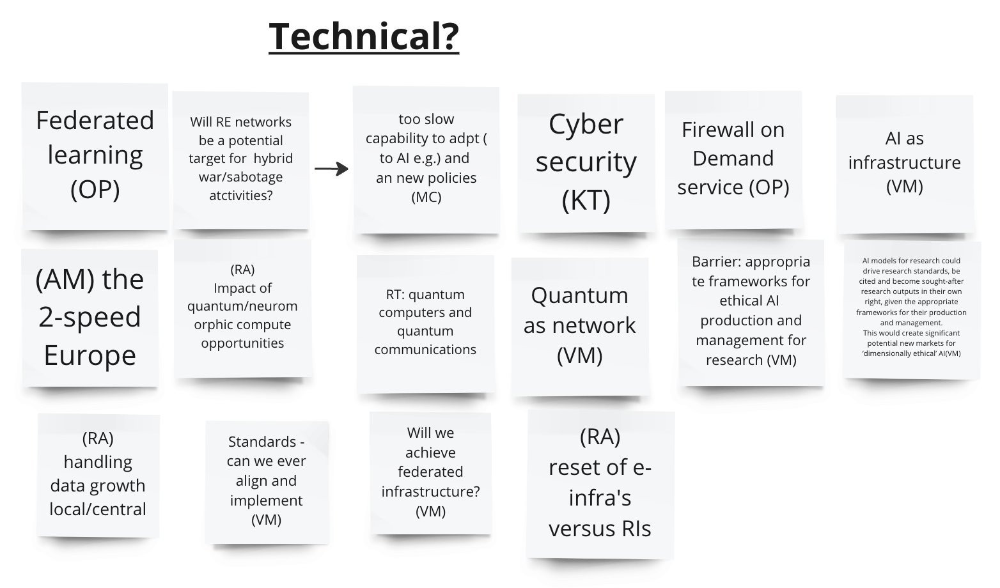 Technical?
Federated
learning
(OP)
Will RE networks
be a potential
target for  hybrid
war/sabotage
atctivities?
too slow
capability to adpt (
to AI e.g.) and
an new policies
(MC)
Cyber
security
(KT)
Firewall on
Demand
service (OP)
AI as
infrastructure
(VM)
(AM) the
2-speed
Europe
(RA)
Impact of
quantum/neurom
orphic compute
opportunities
RT: quantum
computers and
quantum
communications
Quantum
as network
(VM)
Barrier: appropria
te frameworks for
ethical AI
production and
management for
research (VM)
AI models for research could
drive research standards, be
cited and become sought-after
research outputs in their own
right, given the appropriate
frameworks for their production
and management.
This would create significant
potential new markets for
‘dimensionally ethical’ AI(VM)
(RA)
handling
data growth
local/central
Standards -
can we ever
align and
implement
(VM)
Will we
achieve
federated
infrastructure?
(VM)
(RA)
reset of e-
infra's
versus RIs